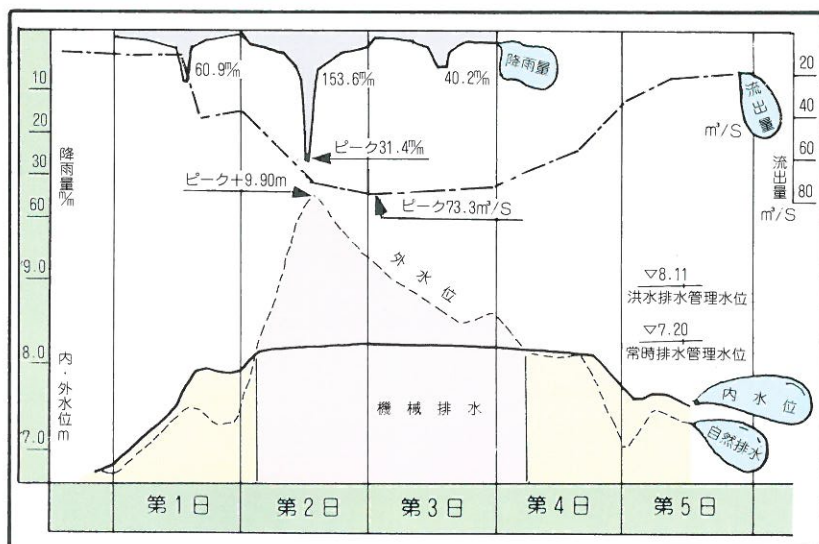 10
20
30
60
降雨量
m/m
9.0
8.0
7.0
内・外水位m
60.9m/m
153.6m/m
40.2m/m
降雨量
20
40
60
80
流出量
m³/S
流出量
m³/S
ピーク31.4m/m
ピーク+9.90m
ピーク73.3m³/S
外水位
▽8.11
洪水排水管理水位
▽7.20
常時排水管理水位
機械排水
内水位
自然排水
第1日
第2日
第3日
第4日
第5日